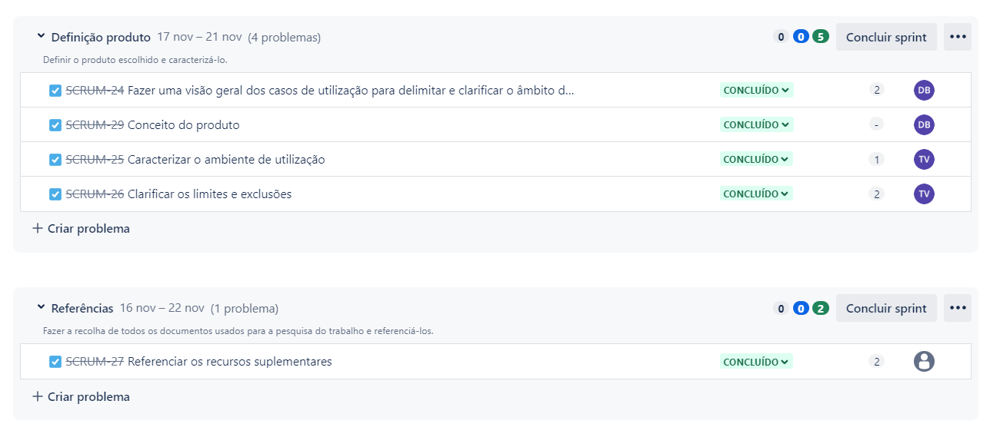 Definição produto 17 nov – 21 nov (4 problemas) 0 0 5 Concluir sprint
Definir o produto escolhido e caracterizá-lo.
SCRUM-24 Fazer uma visão geral dos casos de utilização para delimitar e clarificar o âmbito d... CONCLUÍDO 2 DB
SCRUM-29 Conceito do produto CONCLUÍDO - DB
SCRUM-25 Caracterizar o ambiente de utilização CONCLUÍDO 1 TV
SCRUM-26 Clarificar os limites e exclusões CONCLUÍDO 2 TV
+ Criar problema
Referências 16 nov – 22 nov (1 problema) 0 0 2 Concluir sprint
Fazer a recolha de todos os documentos usados para a pesquisa do trabalho e referenciá-los.
SCRUM-27 Referenciar os recursos suplementares CONCLUÍDO 2
+ Criar problema